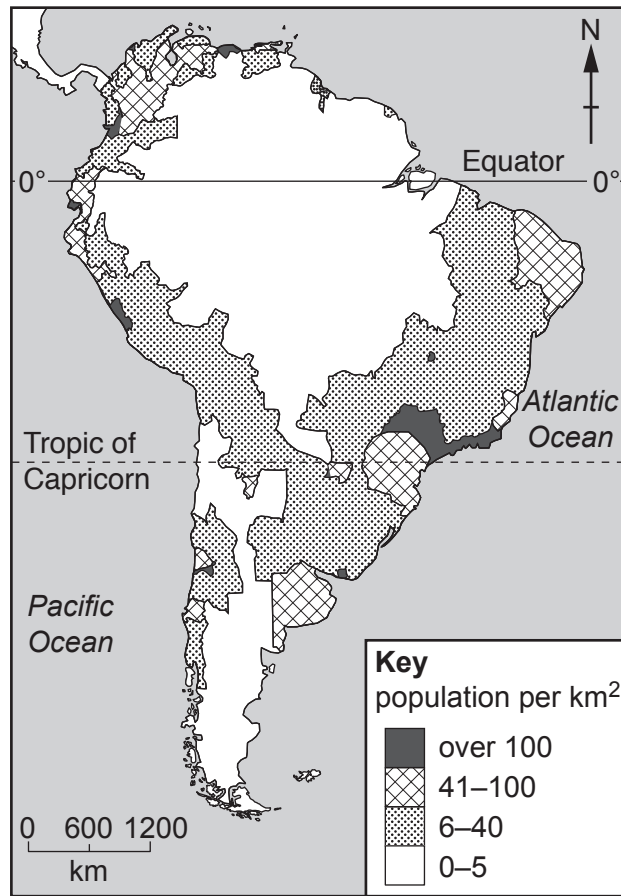 N
Equator
0°
0°
Atlantic
Ocean
Tropic of
Capricorn
Pacific
Ocean
Key
population per km²
over 100
41–100
6–40
0–5
0 600 1200
km